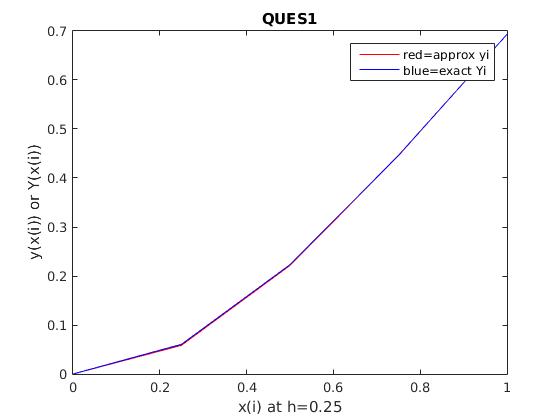 QUES1
red=approx yi
blue=exact Yi
0.7
0.6
0.5
0.4
0.3
0.2
0.1
0
y(x(i)) or Y(x(i))
0 0.2 0.4 0.6 0.8 1
x(i) at h=0.25